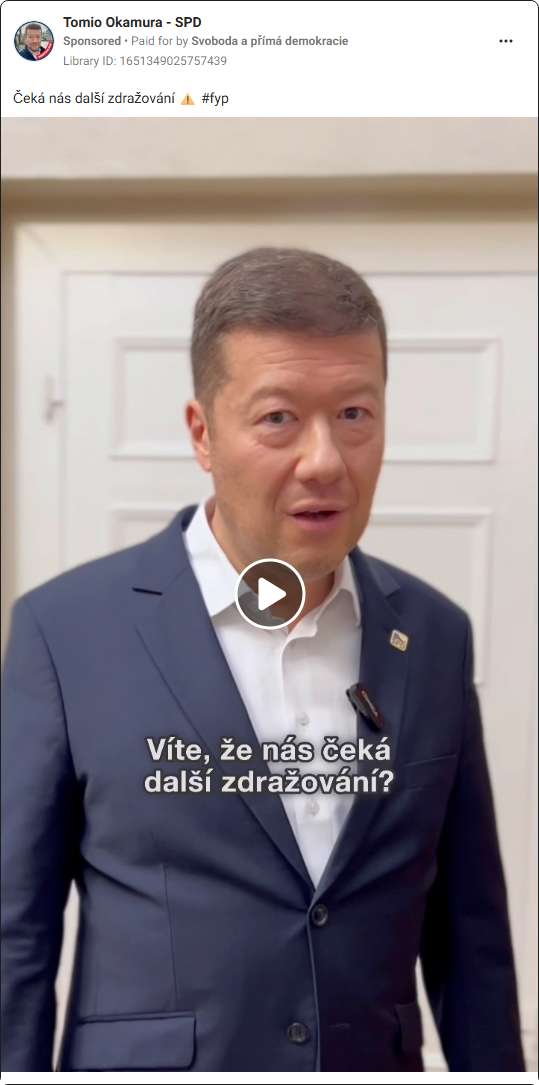 Tomio Okamura - SPD
Sponsored • Paid for by Svoboda a přímá demokracie
Library ID: 1651349025757439
Čeká nás další zdražování ⚠️ #fyp
Víte, že nás čeká
další zdražování?